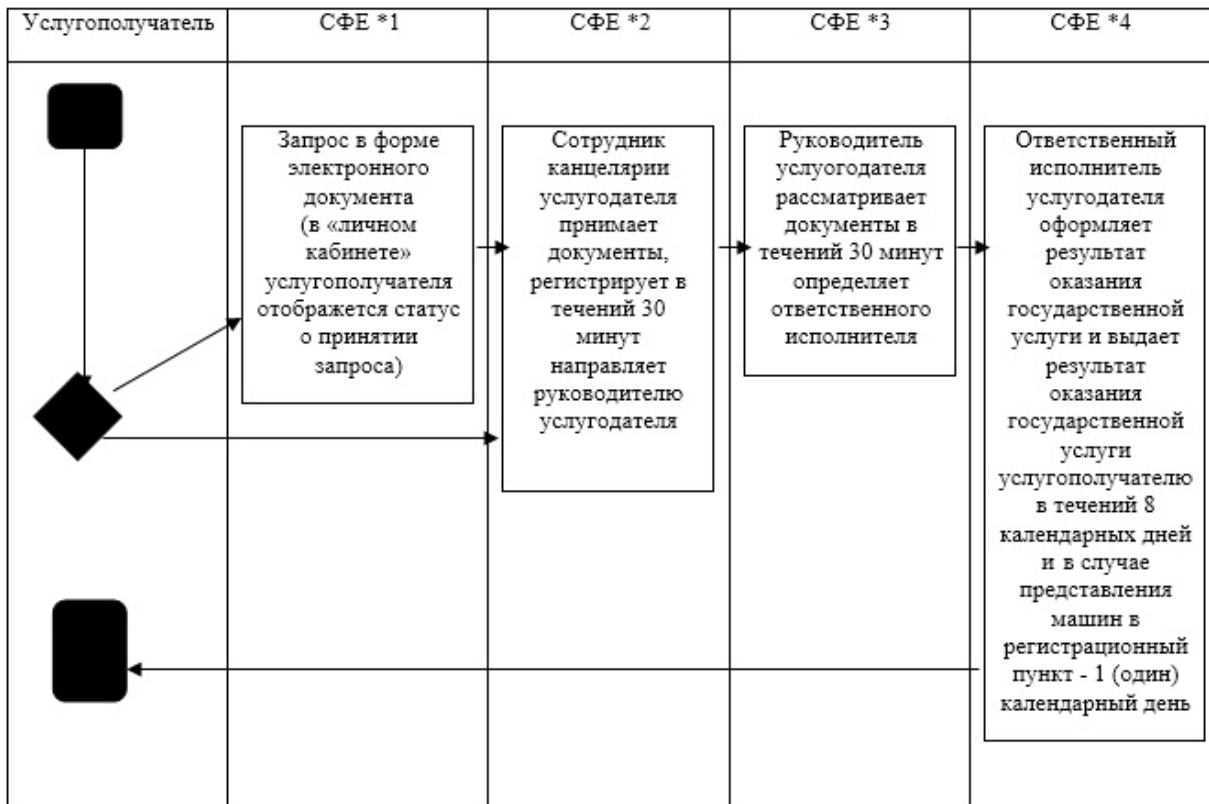 Услугополучатель
СФЕ *1
СФЕ *2
СФЕ *3
СФЕ *4
Запрос в форме
электронного
документа
(в «личном
кабинете»
услугополучателя
отображется статус
о принятии
запроса)
Сотрудник
канцелярии
услугодателя
прнимает
документы,
регистрирует в
течений 30
минут
направляет
руководителю
услугодателя
Руководитель
услуогодателя
рассматривает
документы в
течений 30 минут
определяет
ответственного
исполнителя
Ответственный
исполнитель
услугодателя
оформляет
результат
оказания
государственной
услуги и выдает
результат
оказания
государственной
услуги
услугополучателю
в течений 8
календарных дней
и в случае
представления
машин в
регистрационный
пункт - 1 (один)
календарный день